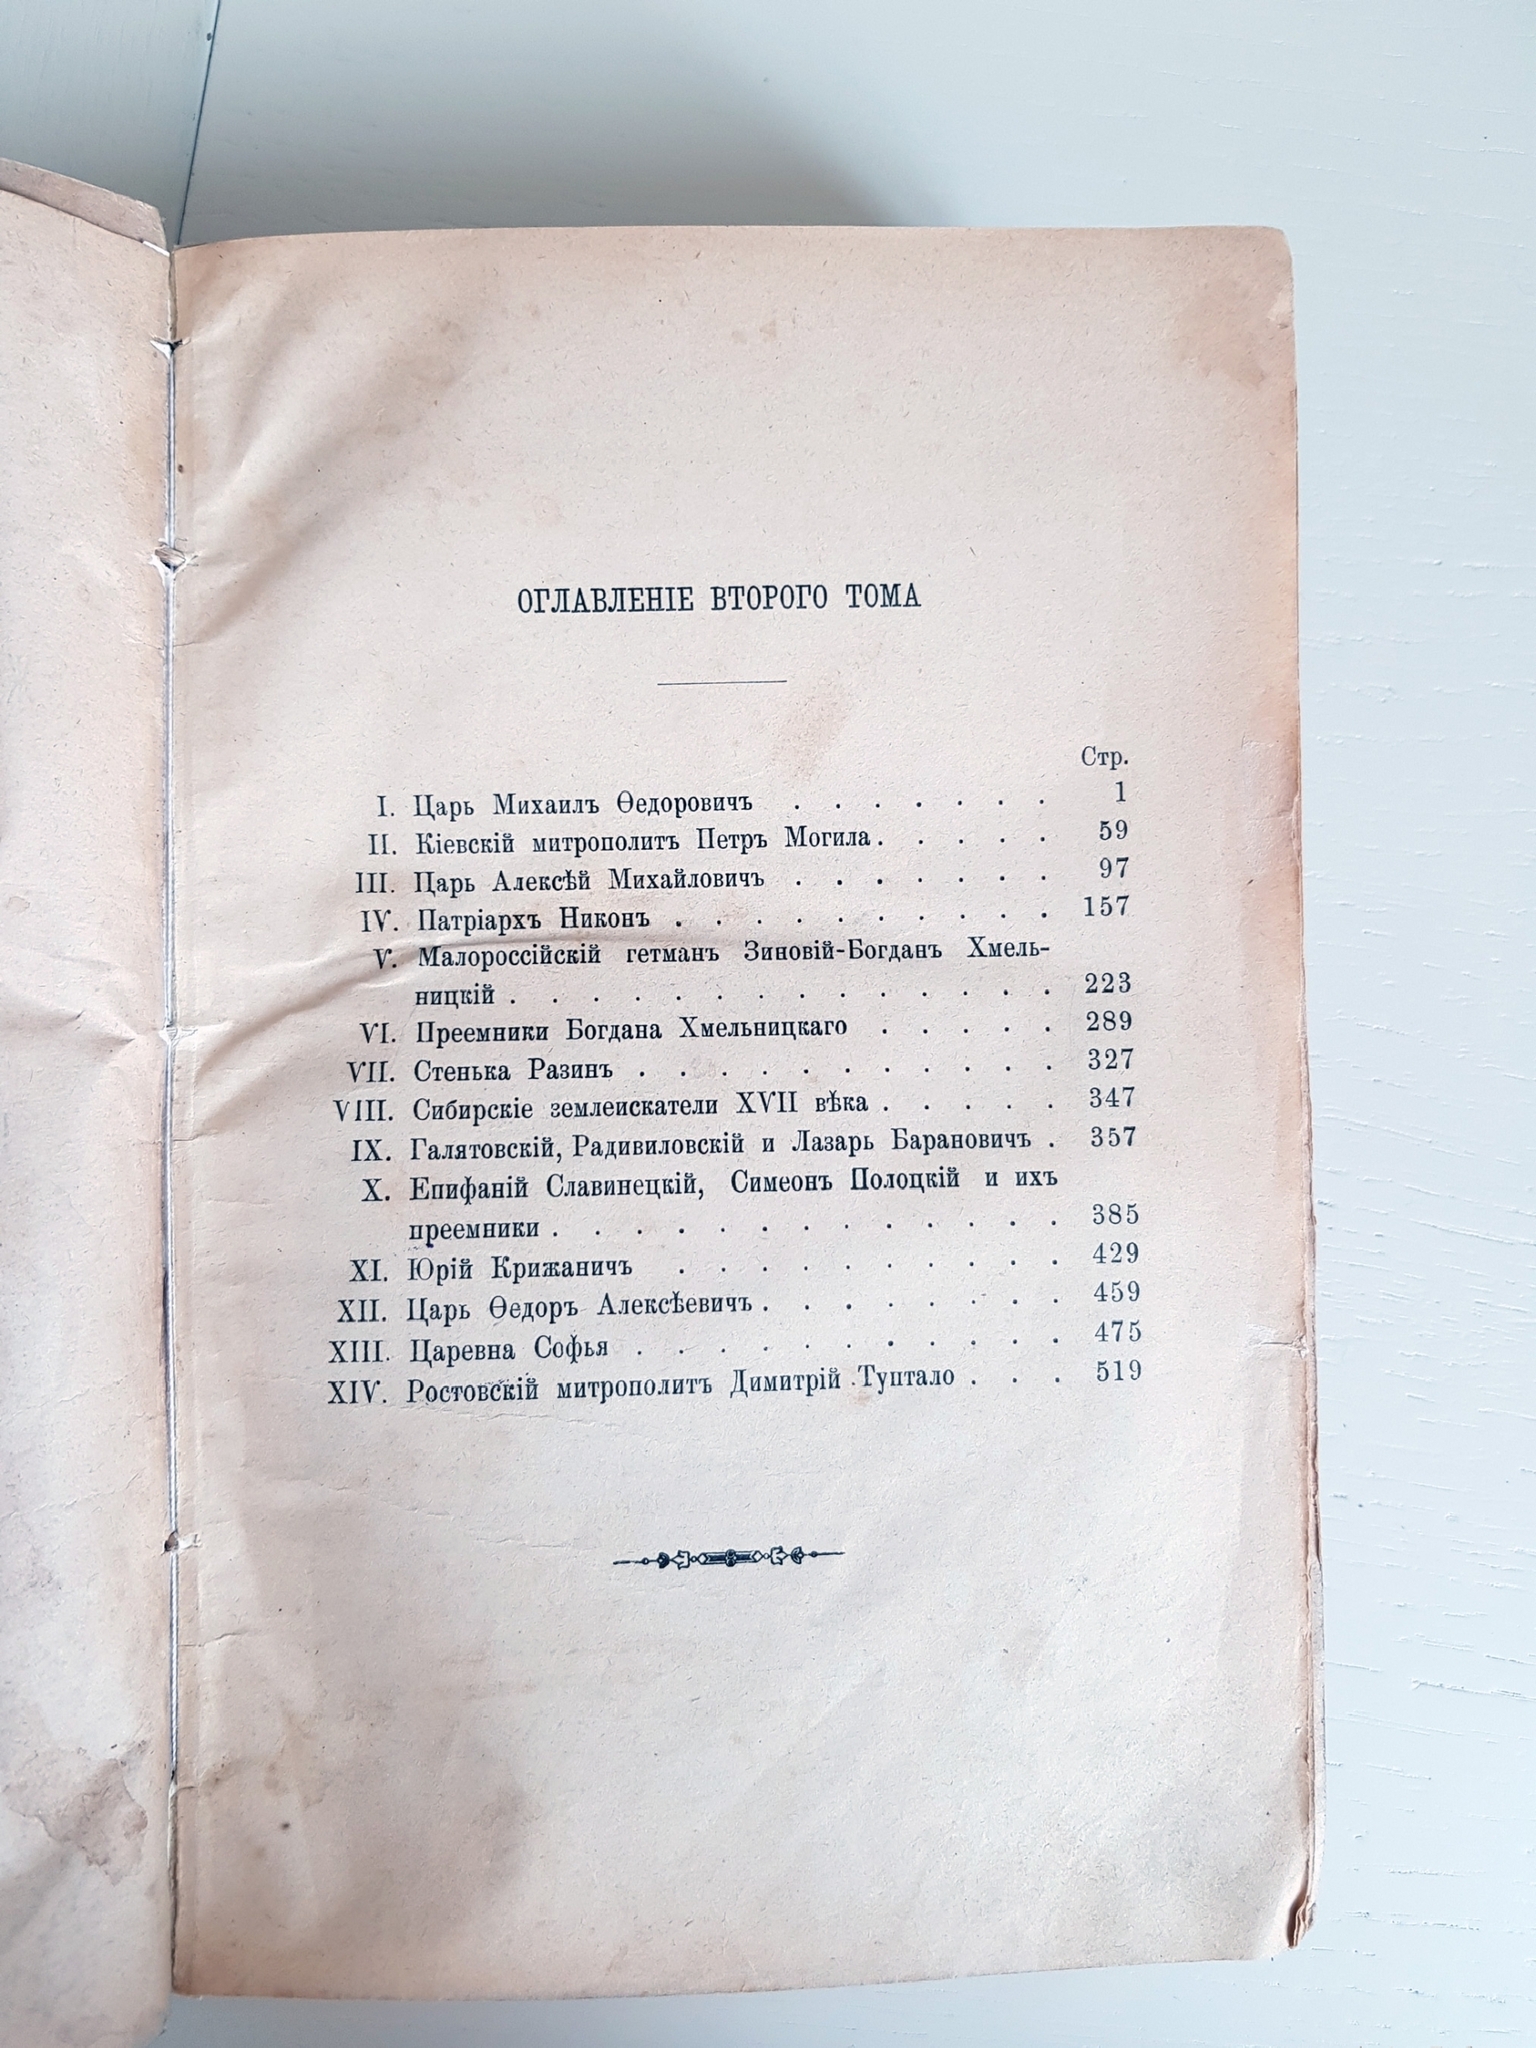 ОГЛАВЛЕНІЕ ВТОРОГО ТОМА
Стр.
I. Царь Михаилъ Ѳедоровичъ . . . . . . . 1
II. Кіевскій митрополитъ Петръ Могила . . . . . 59
III. Царь Алексѣй Михайловичъ . . . . . . . 97
IV. Патріархъ Никон`ъ . . . . . . . . . . 157
V. Малороссійскій гетманъ Зиновій-Богданъ Хмель-
ницкій . . . . . . . . . . . . . . 223
VI. Преемники Богдана Хмельницкаго . . . . . 289
VII. Стенька Разинъ . . . . . . . . . . . 327
VIII. Сибирскіе землеискатели XVII вѣка . . . . . 347
IX. Галятовскій, Радивиловскій и Лазарь Барановичъ . 357
X. Епифаній Славинецкій, Симеонъ Полоцкій и ихъ
преемники . . . . . . . . . . . . . 385
XI. Юрій Крижаничъ . . . . . . . . . . 429
XII. Царь Ѳедоръ Алексѣевичъ . . . . . . . . 459
XIII. Царевна Софья . . . . . . . . . . . 475
XIV. Ростовскій митрополитъ Димитрій Туптало . . . 519